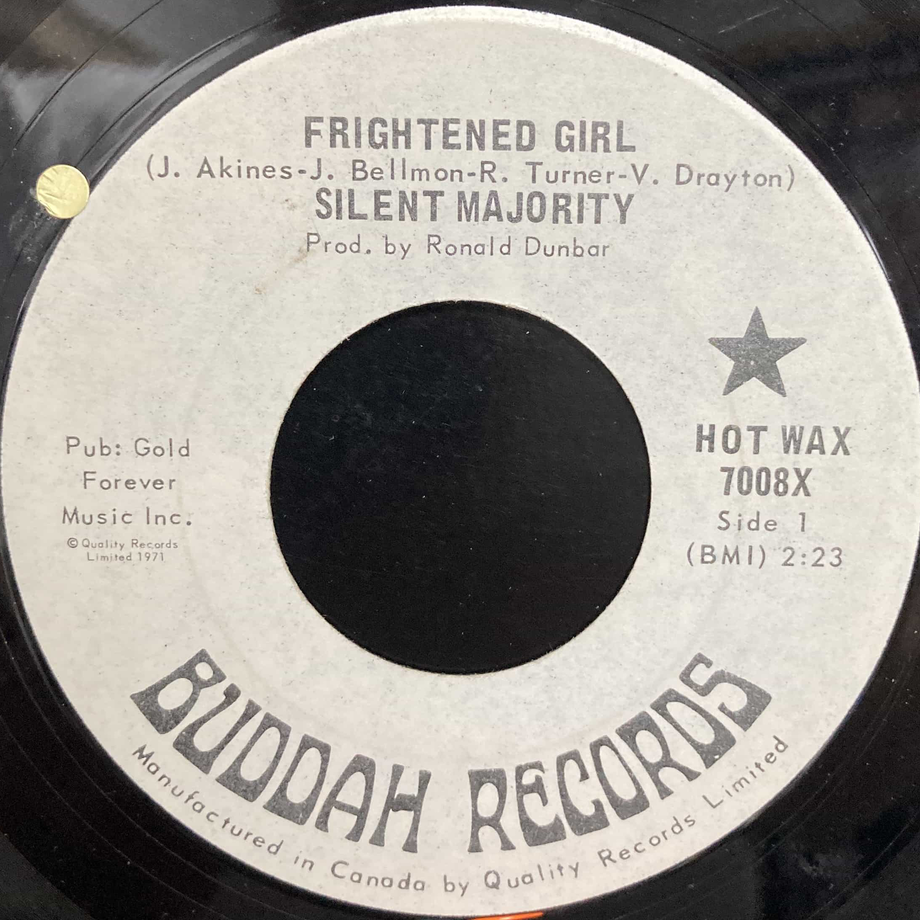 FRIGHTENED GIRL
(J. Akines-J. Bellmon-R. Turner-V. Drayton)
SILENT MAJORITY
Prod. by Ronald Dunbar
Pub: Gold
Forever
Music Inc.
© Quality Records
Limited 1971
HOT WAX
7008X
Side 1
(BMI) 2:23
BUDDAH RECORDS
Manufactured in Canada by Quality Records Limited